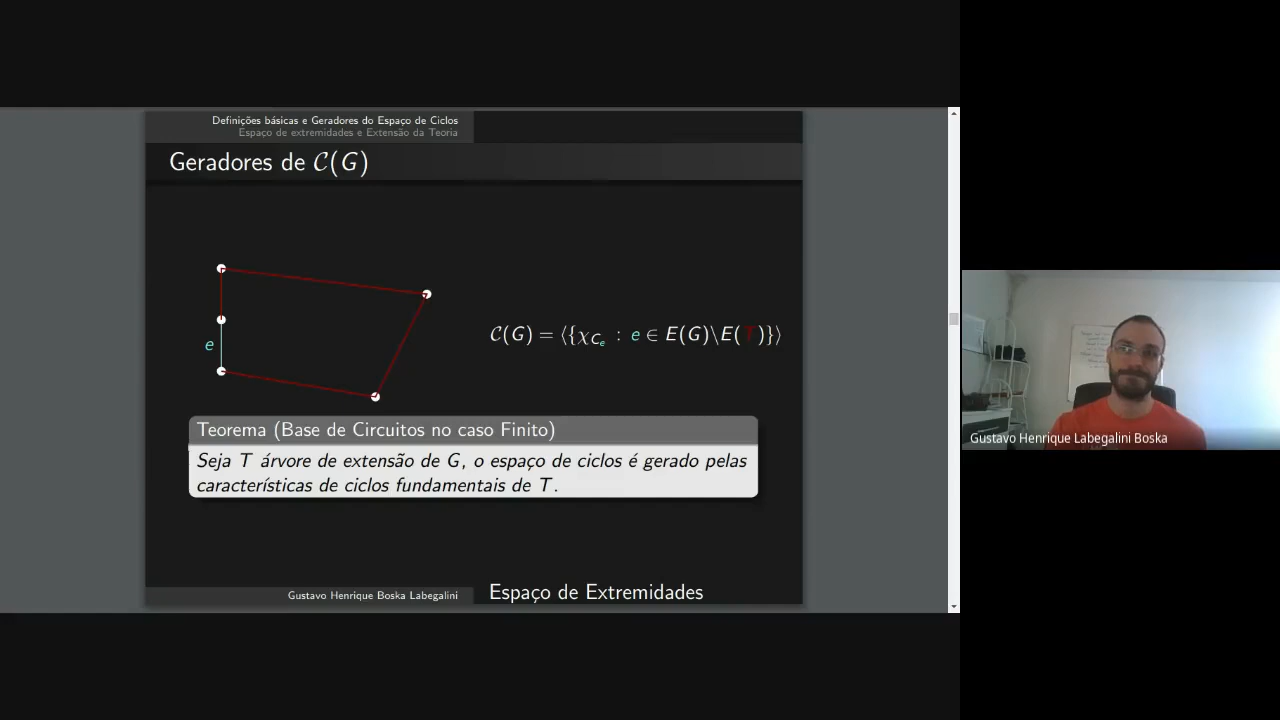 Definições básicas e Geradores do Espaço de Ciclos
Espaço de extremidades e Extensão da Teoria
Geradores de 𝒞(G)
e
𝒞(G) = ⟨{χ_{C_e} : e ∈ E(G)\E(T)}⟩
Teorema (Base de Circuitos no caso Finito)
Seja T árvore de extensão de G, o espaço de ciclos é gerado pelas
características de ciclos fundamentais de T.
Gustavo Henrique Boska Labegalini
Espaço de Extremidades
Gustavo Henrique Labegalini Boska